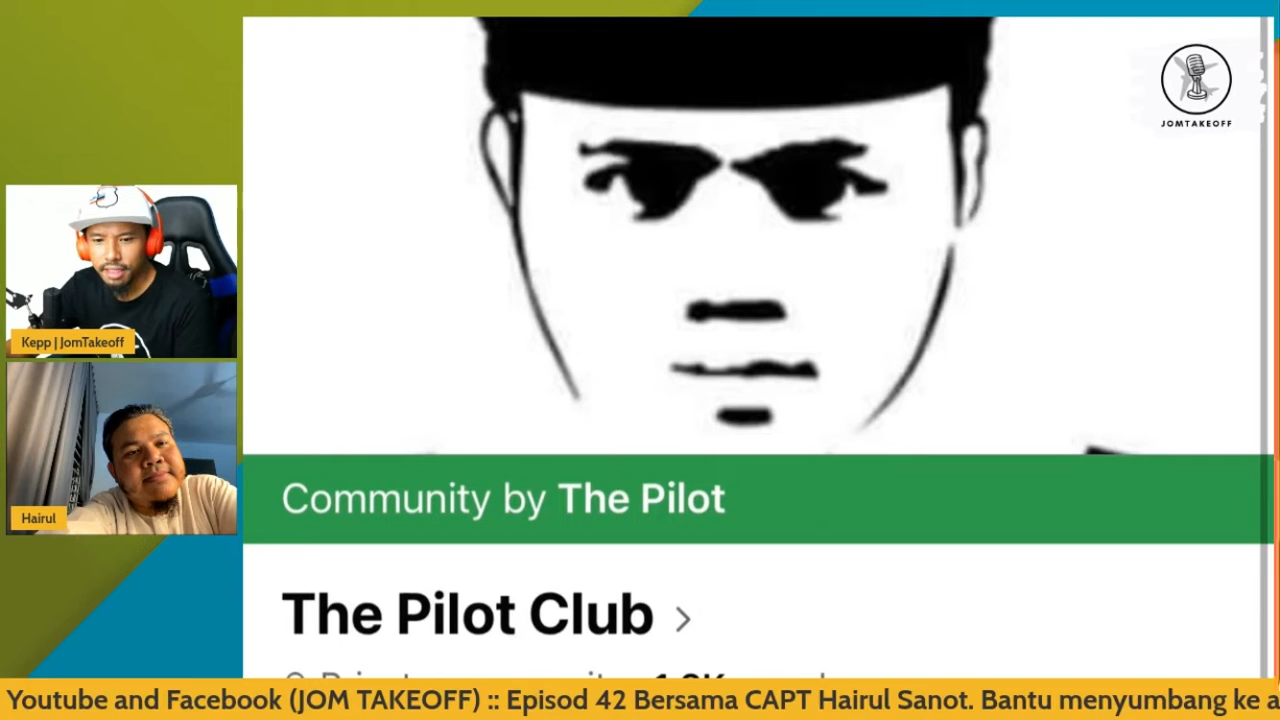 JOMTAKEOFF
Kepp | JomTakeoff
Hairul
Community by The Pilot
The Pilot Club >
Youtube and Facebook (JOM TAKEOFF) :: Episod 42 Bersama CAPT Hairul Sanot. Bantu menyumbang ke a